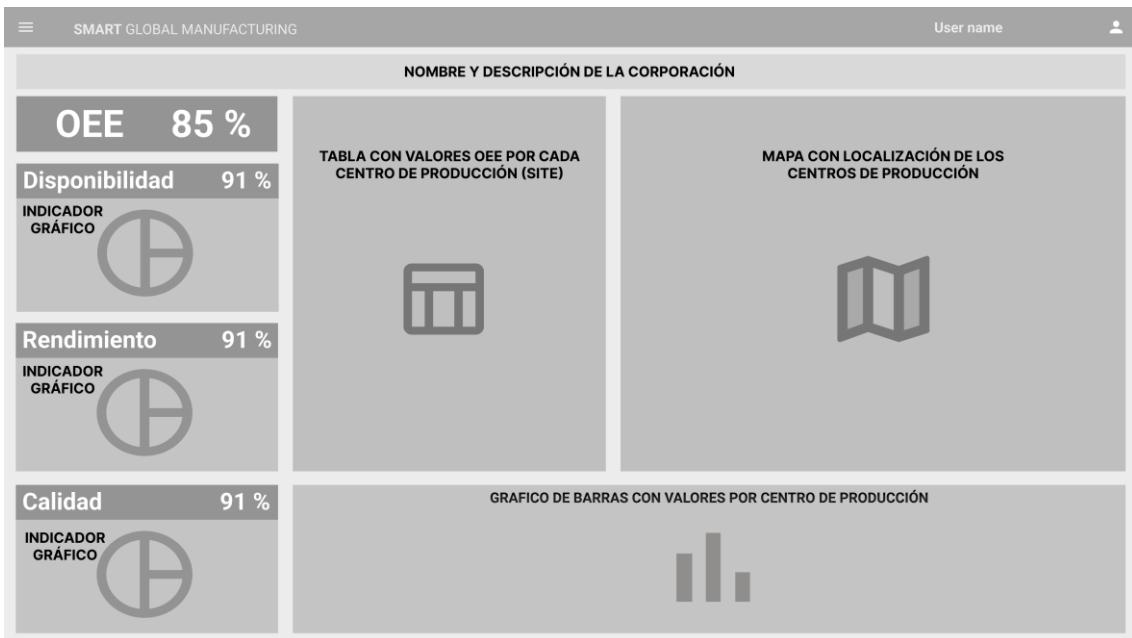 SMART GLOBAL MANUFACTURING
User name
NOMBRE Y DESCRIPCIÓN DE LA CORPORACIÓN
OEE 85 %
Disponibilidad 91 %
INDICADOR
GRÁFICO
Rendimiento 91 %
INDICADOR
GRÁFICO
Calidad 91 %
INDICADOR
GRÁFICO
TABLA CON VALORES OEE POR CADA
CENTRO DE PRODUCCIÓN (SITE)
MAPA CON LOCALIZACIÓN DE LOS
CENTROS DE PRODUCCIÓN
GRAFICO DE BARRAS CON VALORES POR CENTRO DE PRODUCCIÓN